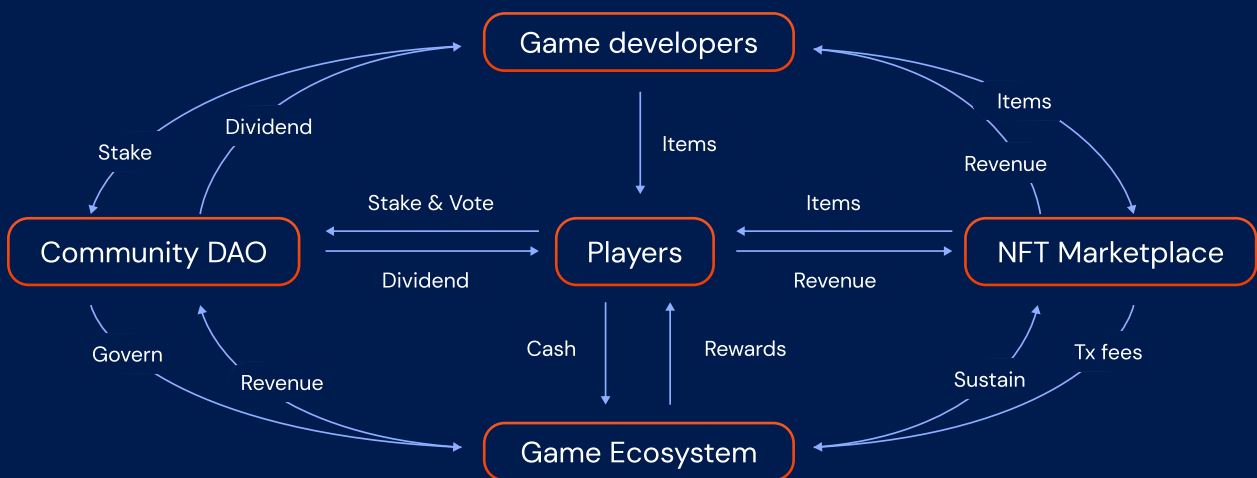 Game developers
Items
Dividend
Items
Stake
Revenue
Stake & Vote
Items
Community DAO
Players
NFT Marketplace
Dividend
Revenue
Cash
Rewards
Govern
Tx fees
Revenue
Sustain
Game Ecosystem